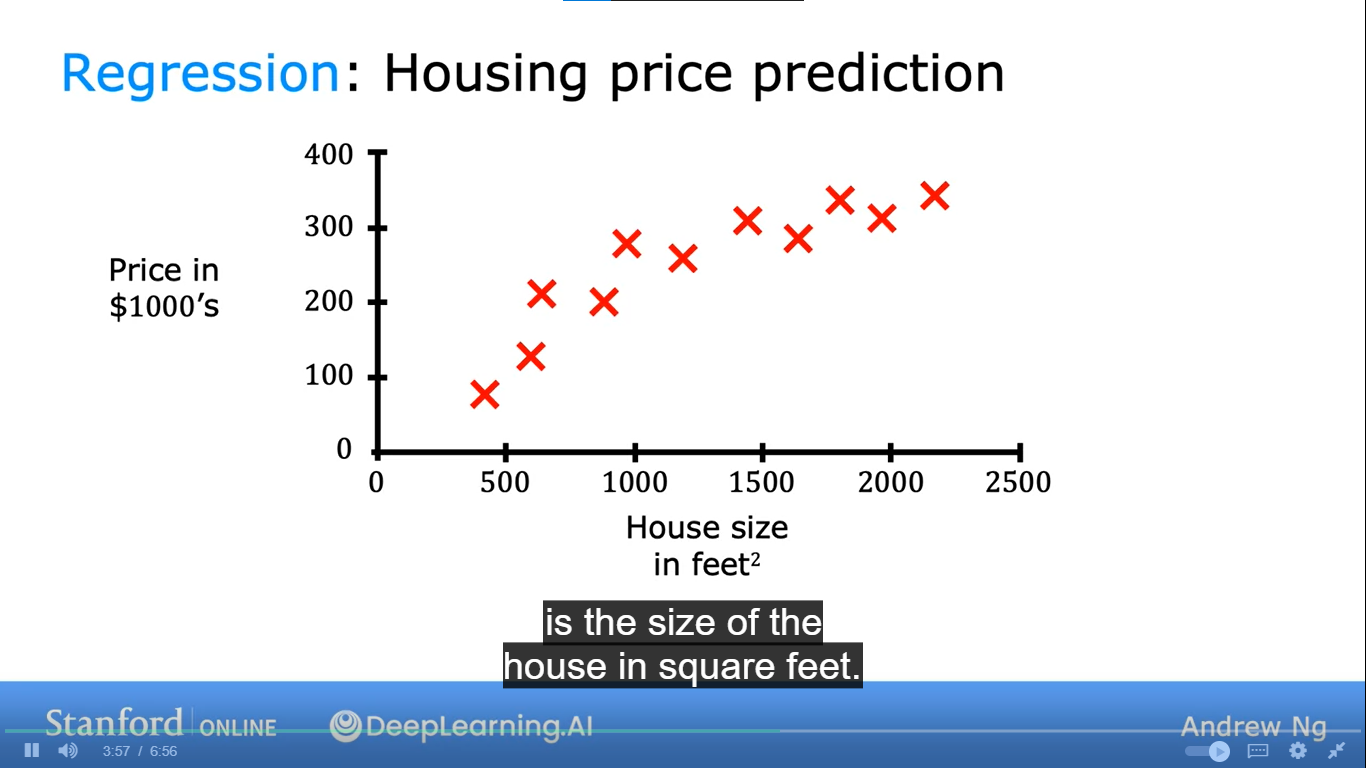 Regression: Housing price prediction
400
300
200
100
0
Price in
$1000's
0 500 1000 1500 2000 2500
House size
in feet²
is the size of the
house in square feet.
Stanford ONLINE DeepLearning.AI Andrew Ng
3:57 / 6:56